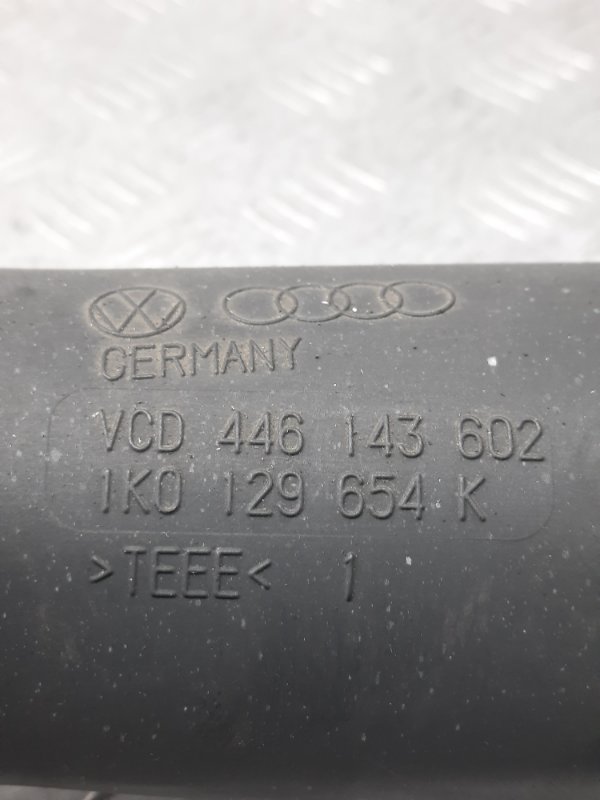 GERMANY
VCD 446 143 602
1K0 129 654 K
>TEEE< 1